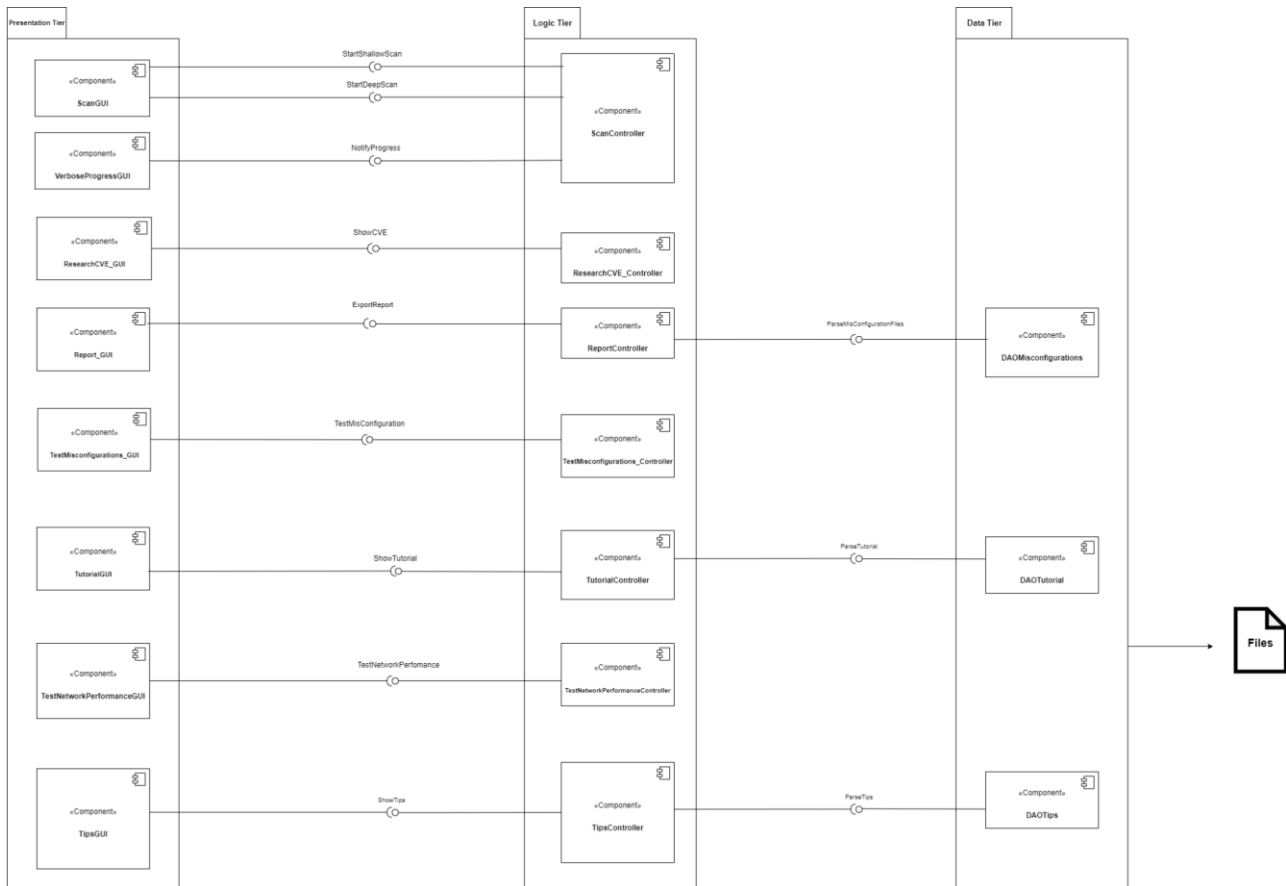 Presentation Tier
Logic Tier
Data Tier
«Component»
ScanGUI
StartShallowScan
StartDeepScan
«Component»
ScanController
«Component»
VerboseProgressGUI
NotifyProgress
«Component»
ResearchCVE_GUI
ShowCVE
«Component»
ResearchCVE_Controller
«Component»
Report_GUI
ExportReport
«Component»
ReportController
ParseMisConfigurationFiles
«Component»
DAOMisconfigurations
«Component»
TestMisconfigurations_GUI
TestMisConfiguration
«Component»
TestMisconfigurations_Controller
«Component»
TutorialGUI
ShowTutorial
«Component»
TutorialController
ParseTutorial
«Component»
DAOTutorial
Files
«Component»
TestNetworkPerformanceGUI
TestNetworkPerfomance
«Component»
TestNetworkPerformanceController
«Component»
TipsGUI
ShowTips
«Component»
TipsController
ParseTips
«Component»
DAOTips